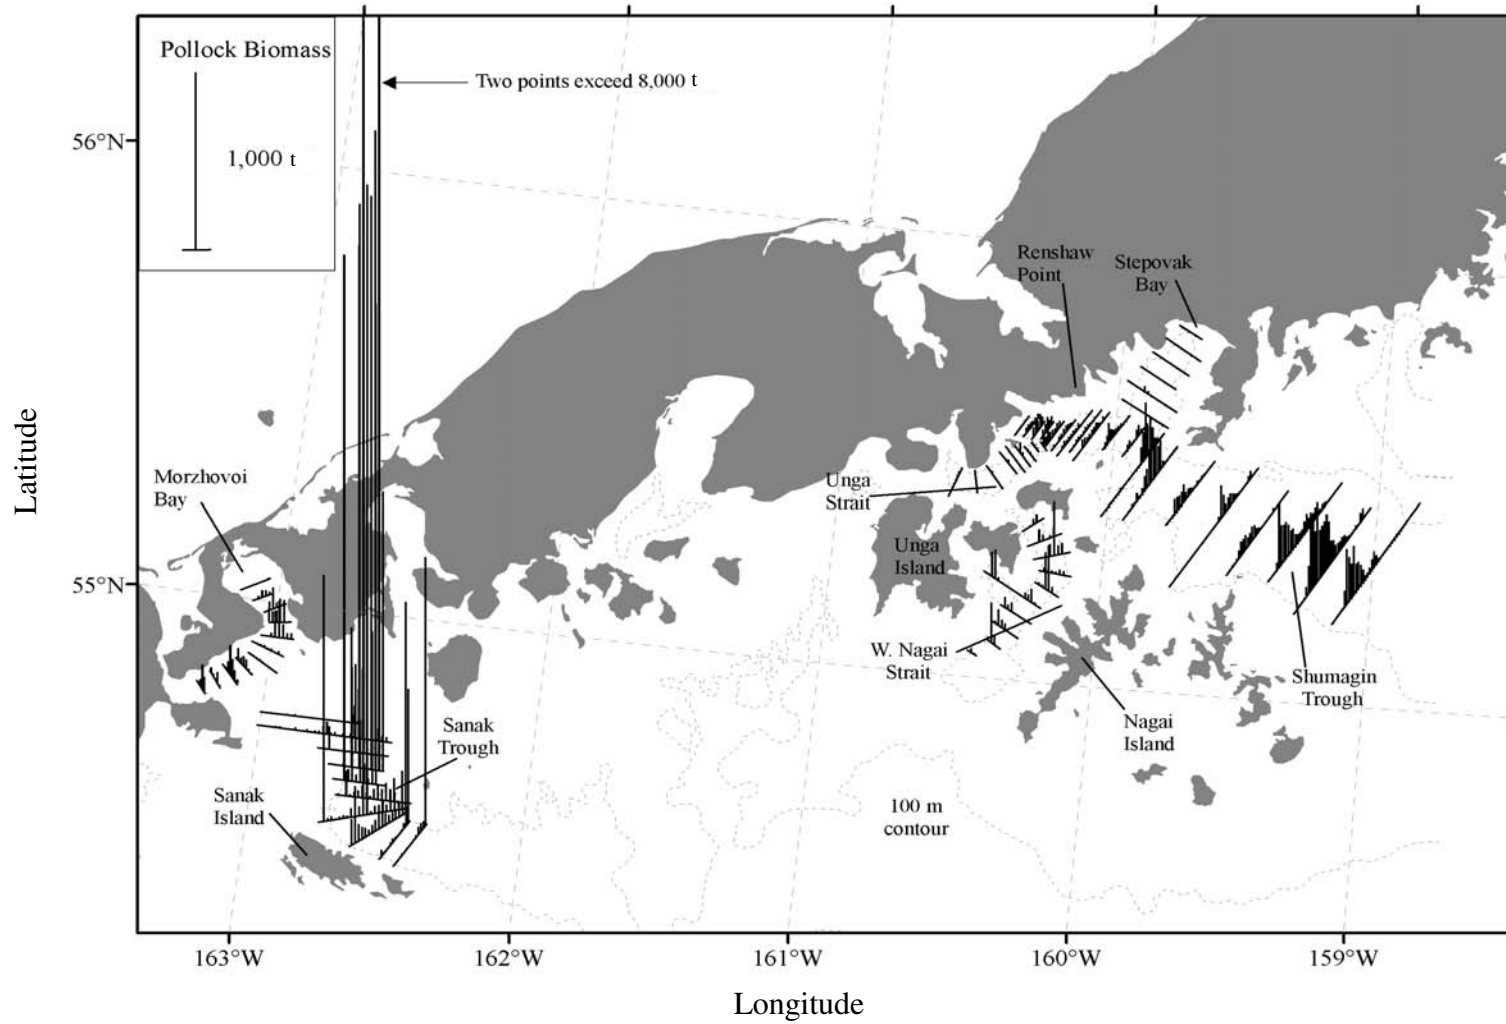 Pollock Biomass
1,000 t
Two points exceed 8,000 t
56°N
Renshaw
Point
Stepovak
Bay
Latitude
Morzhovoi
Bay
Unga
Strait
Unga
Island
55°N
W. Nagai
Strait
Shumagin
Trough
Nagai
Island
Sanak
Trough
Sanak
Island
100 m
contour
163°W
162°W
161°W
160°W
159°W
Longitude